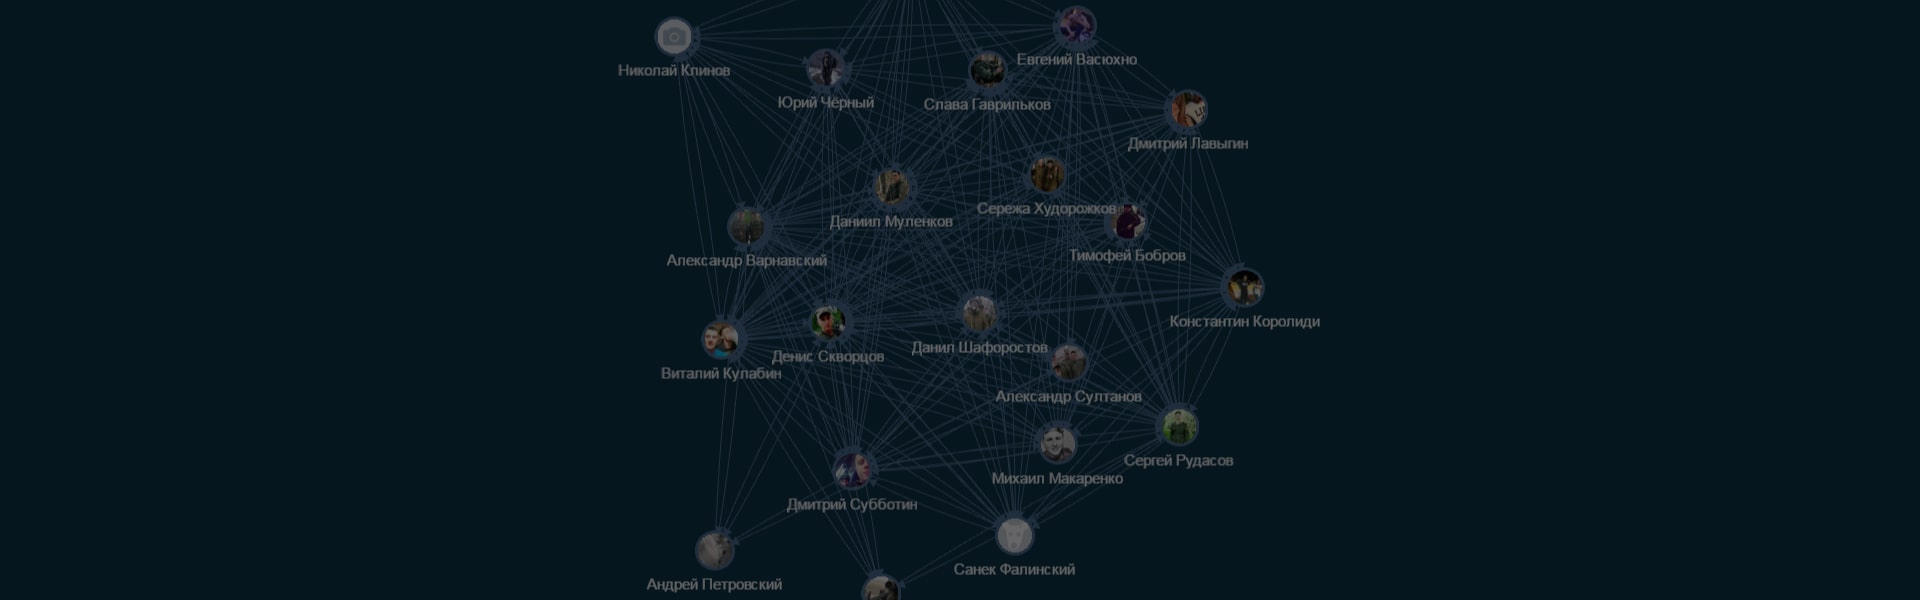 Евгений Васюхно
Николай Клинов
Юрий Чёрный
Слава Гаврильков
Дмитрий Лавыгин
Сережа Худорожков
Даниил Муленков
Тимофей Бобров
Александр Варнавский
Константин Королиди
Данил Шафоростов
Денис Скворцов
Виталий Кулабин
Александр Султанов
Сергей Рудасов
Михаил Макаренко
Дмитрий Субботин
Санек Фалинский
Андрей Петровский